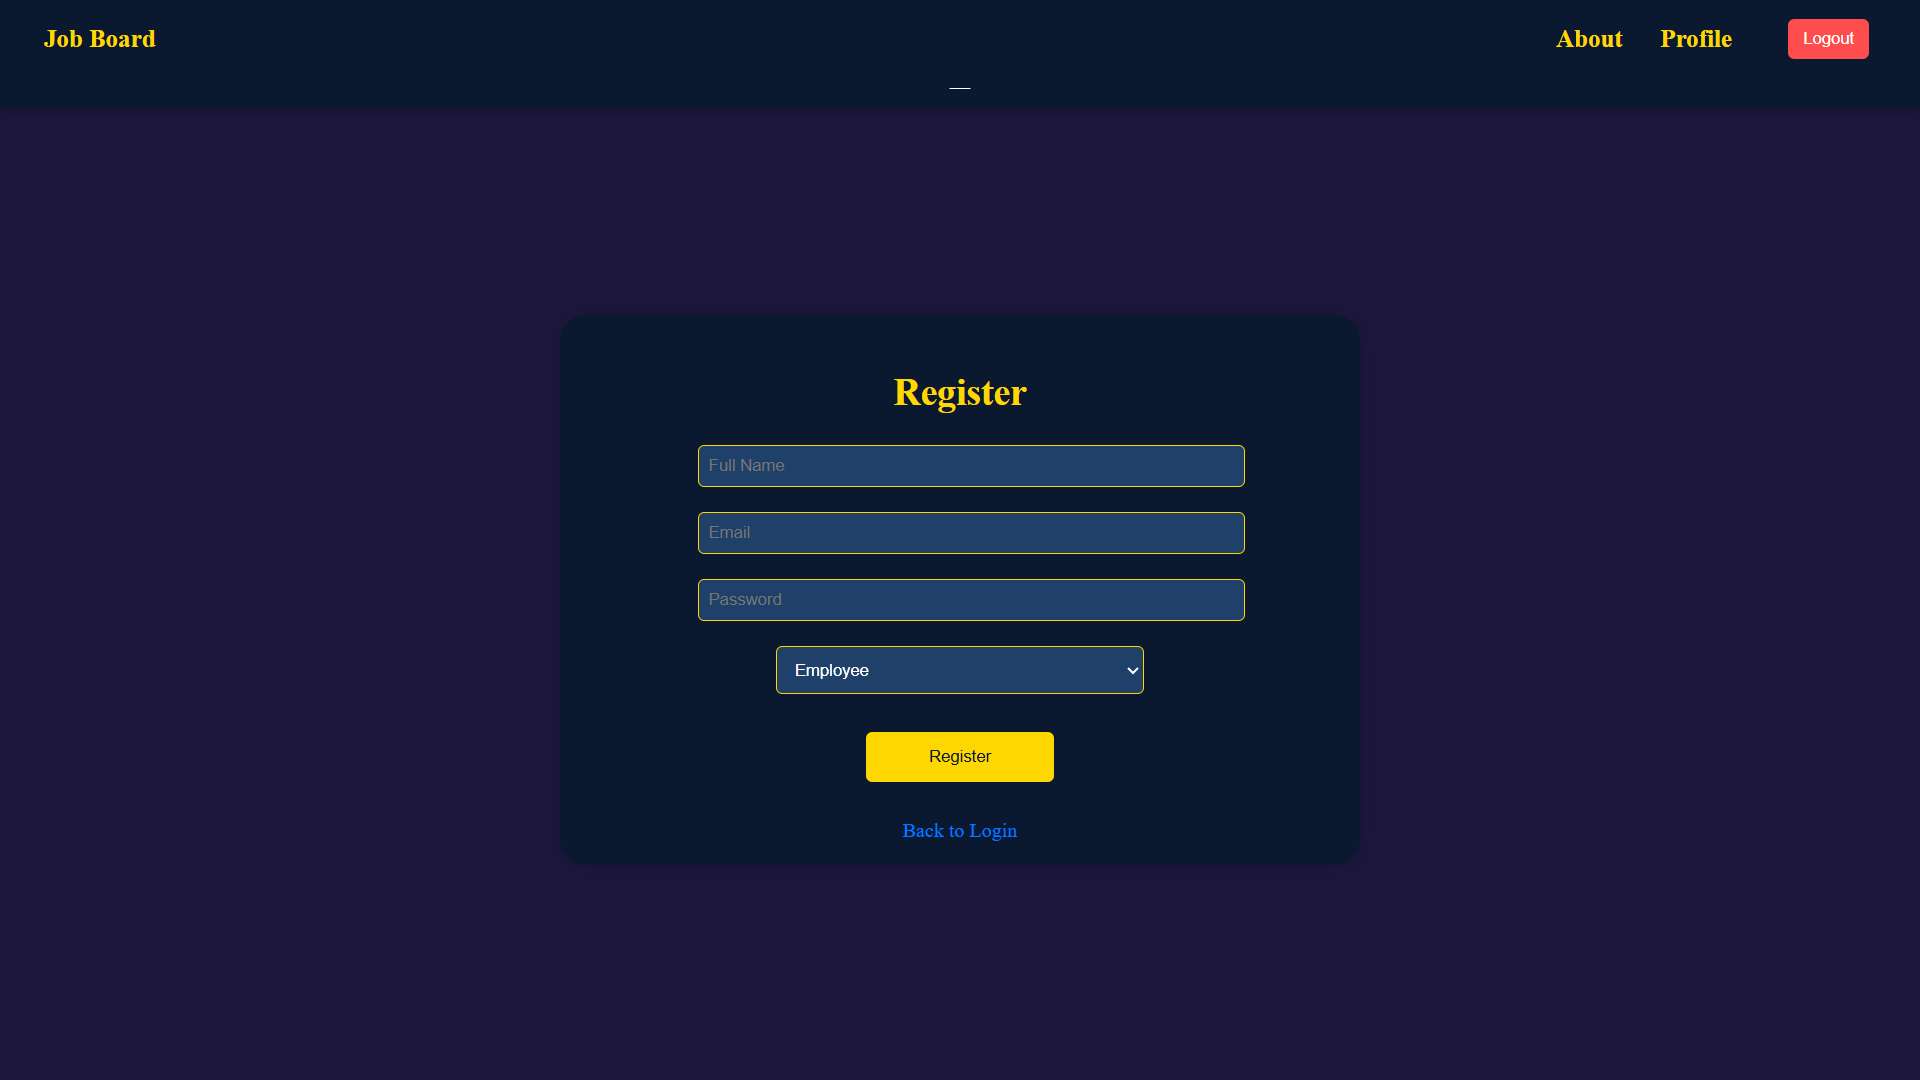 Job Board
About
Profile
Logout
—
Register
Full Name
Email
Password
Employee
Register
Back to Login